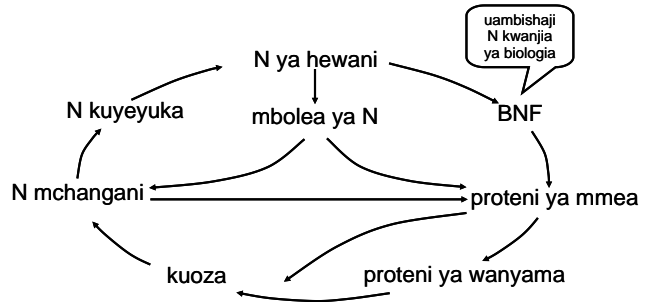 uambishaji
N kwanjia
ya biologia
N ya hewani
N kuyeyuka
mbolea ya N
BNF
N mchangani
proteni ya mmea
kuoza
proteni ya wanyama